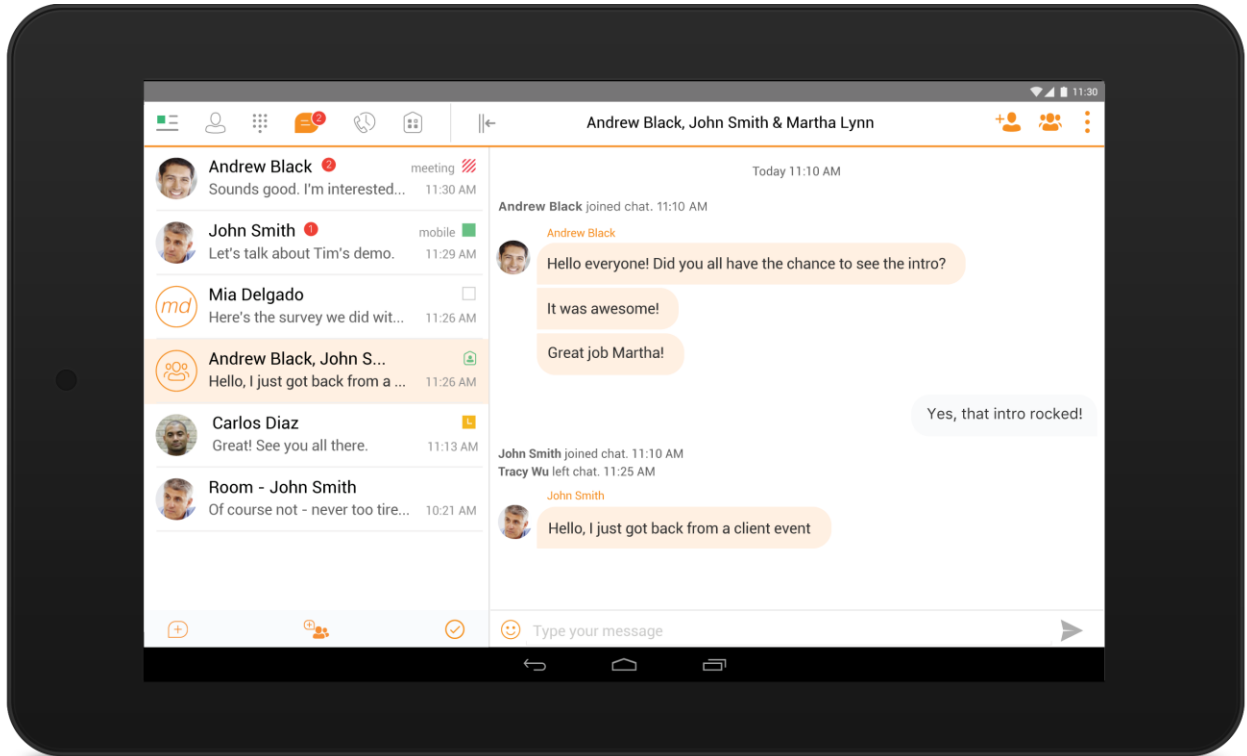 11:30
2
Andrew Black, John Smith & Martha Lynn
Andrew Black 2 meeting
Sounds good. I'm interested... 11:30 AM
John Smith 1 mobile
Let's talk about Tim's demo. 11:29 AM
md
Mia Delgado
Here's the survey we did wit... 11:26 AM
Andrew Black, John S...
Hello, I just got back from a ... 11:26 AM
Carlos Diaz
Great! See you all there. 11:13 AM
Room - John Smith
Of course not - never too tire... 10:21 AM
Today 11:10 AM
Andrew Black joined chat. 11:10 AM
Andrew Black
Hello everyone! Did you all have the chance to see the intro?
It was awesome!
Great job Martha!
Yes, that intro rocked!
John Smith joined chat. 11:10 AM
Tracy Wu left chat. 11:25 AM
John Smith
Hello, I just got back from a client event
Type your message